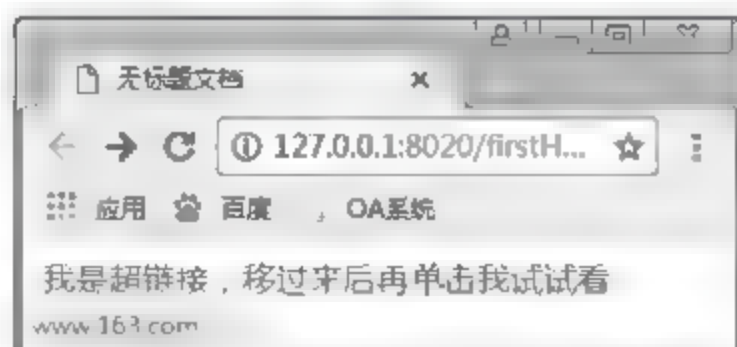 无标题文档
127.0.0.1:8020/firstH...
应用 百度 OA系统
我是超链接，移过来后再单击我试试看
www.163.com